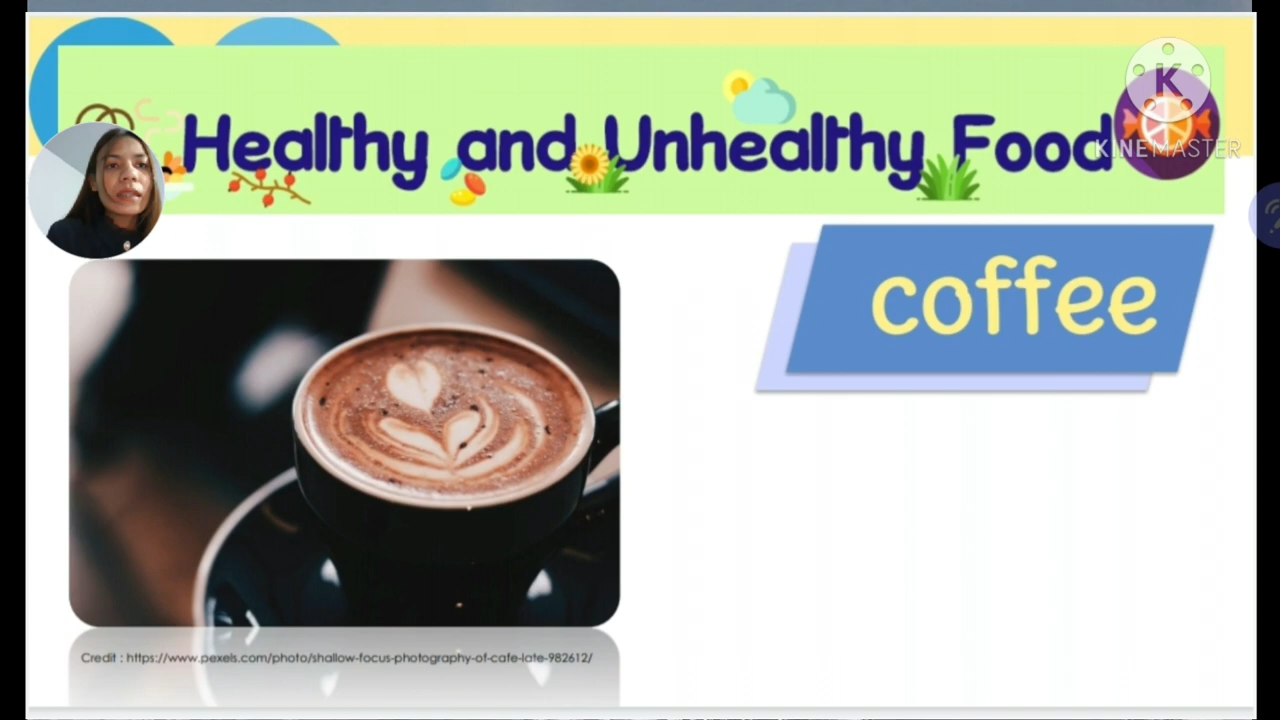 Healthy and Unhealthy Food
K
KINEMASTER
coffee
Credit : https://www.pexels.com/photo/shallow-focus-photography-of-cafe-late-982612/